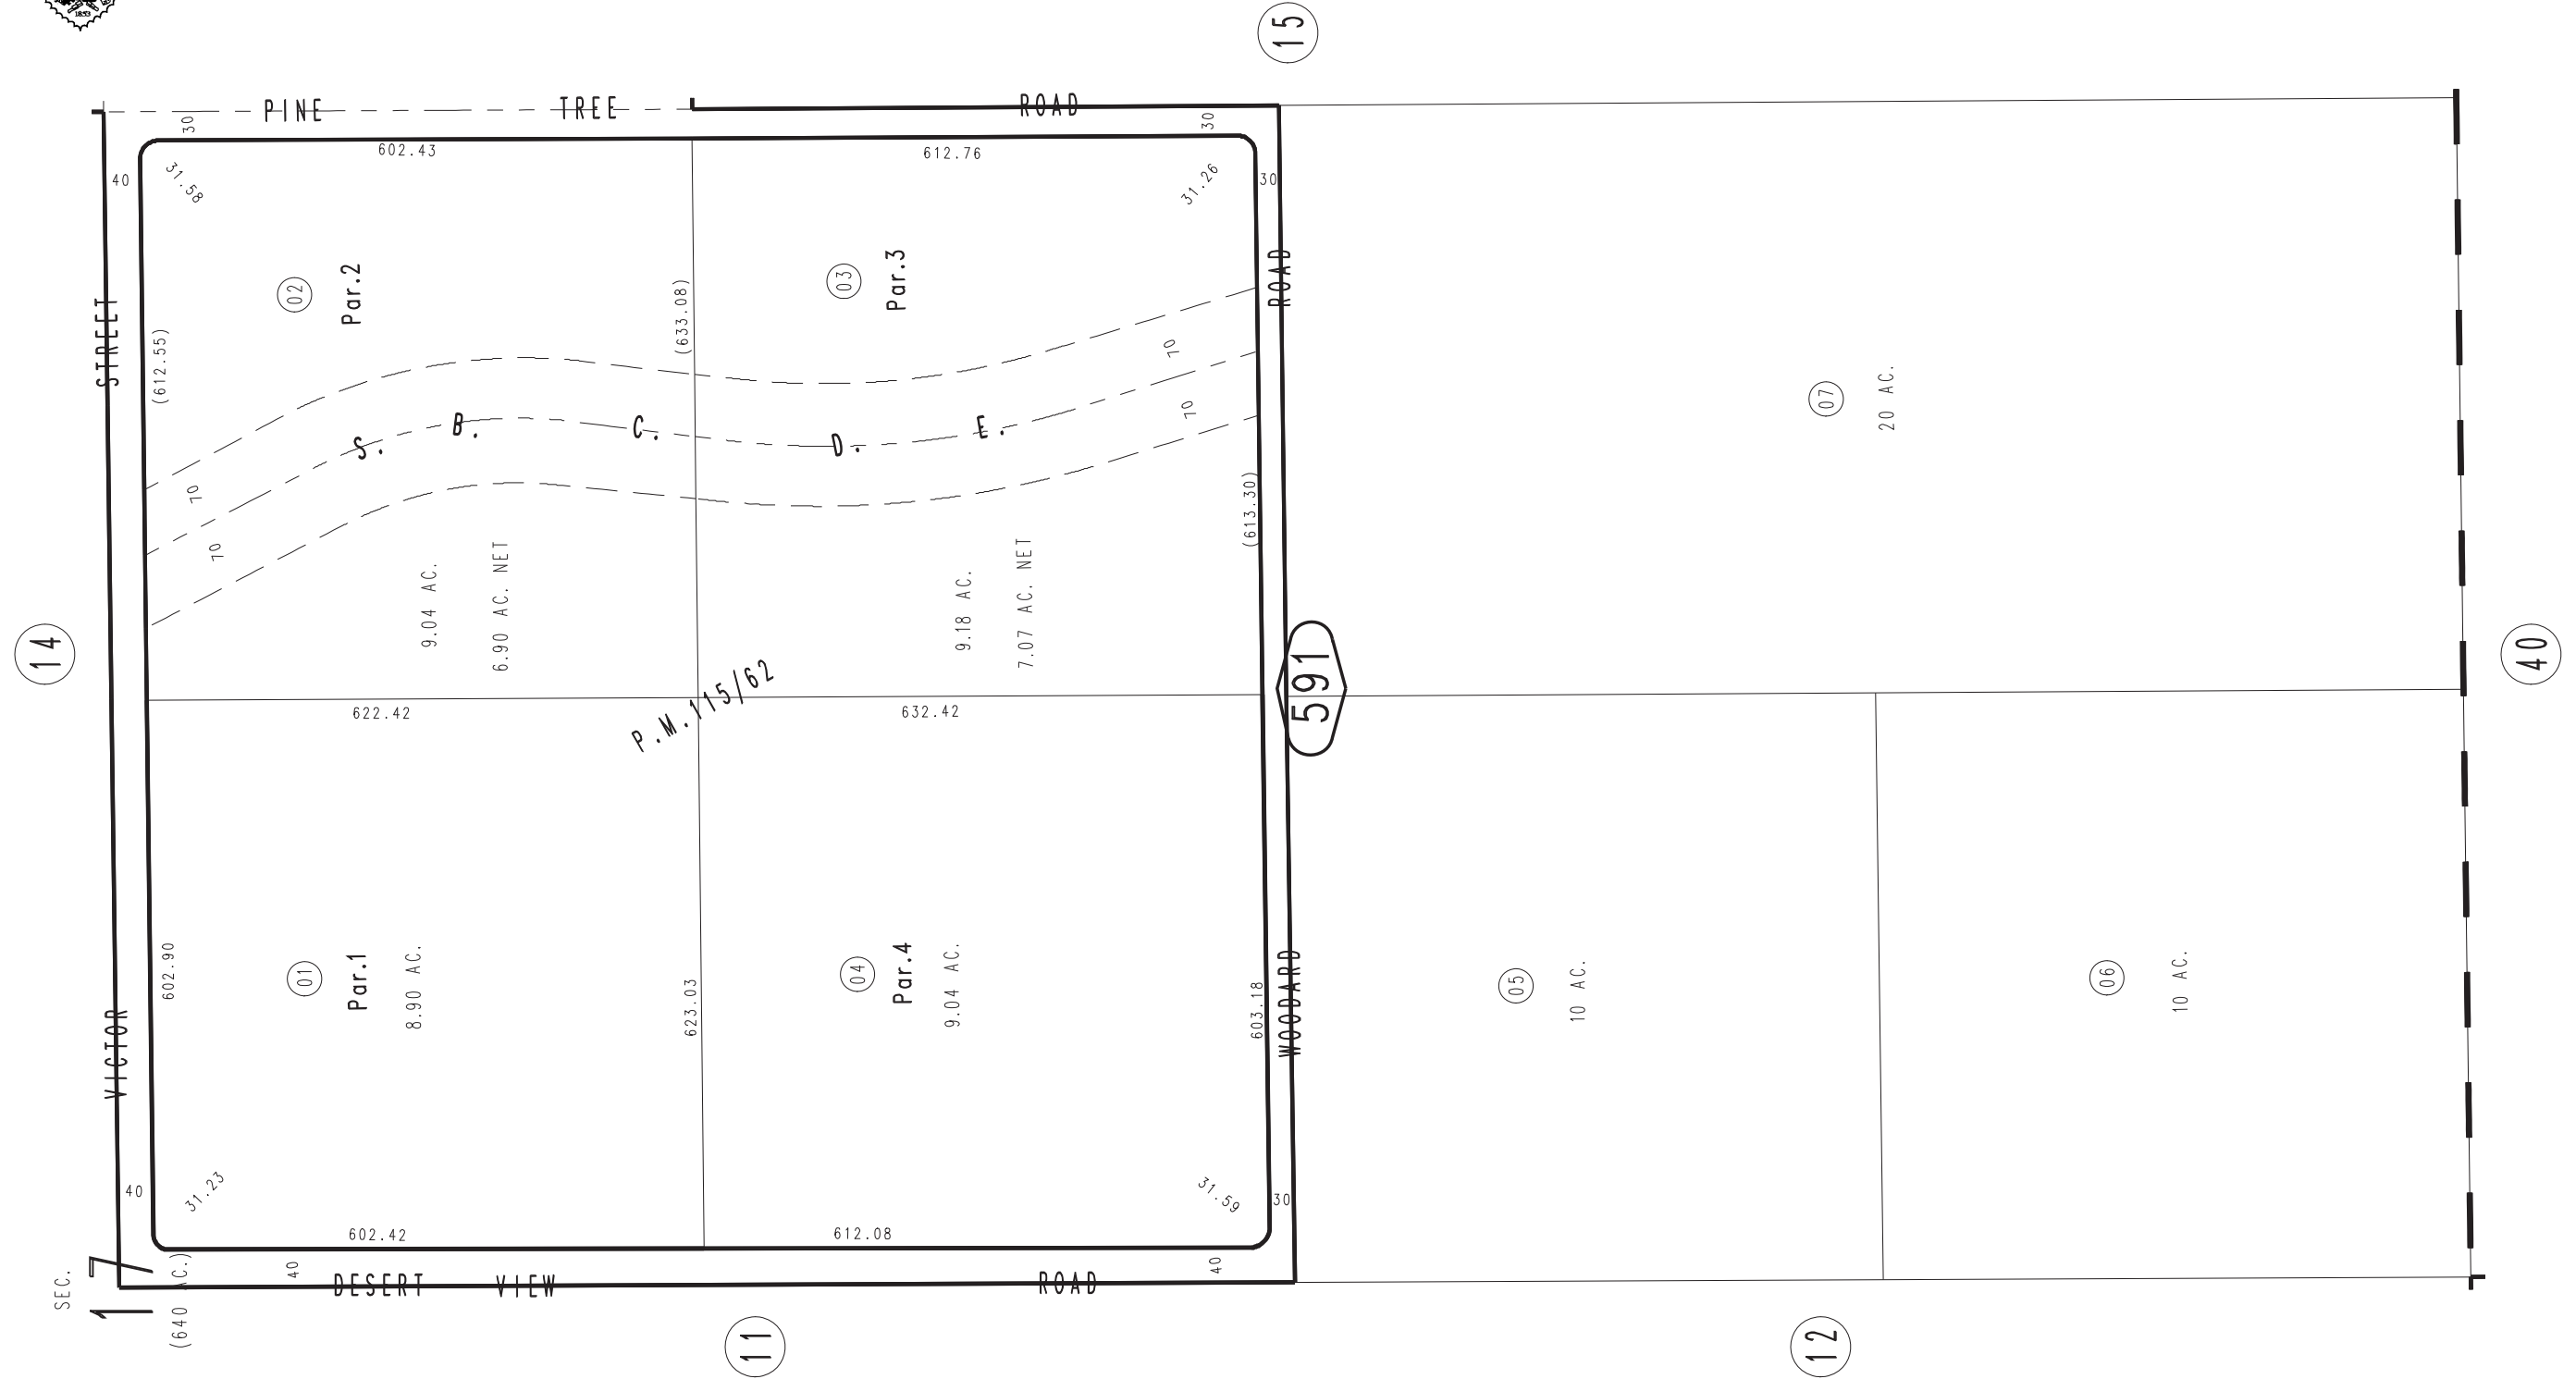 1853
15
PINE TREE ROAD
30
30
602.43
612.76
40
31.58
31.26
30
STREET
02
Par.2
03
Par.3
ROAD
(612.55)
(633.08)
70
70
S. B. C. D. E.
07
20 AC.
70
70
(613.30)
9.04 AC.
6.90 AC. NET
9.18 AC.
7.07 AC. NET
14
591
40
622.42
P.M.115/62
632.42
602.90
01
Par.1
8.90 AC.
623.03
04
Par.4
9.04 AC.
603.18
WOODARD
05
10 AC.
06
10 AC.
VICTOR
40
31.23
31.59
30
602.42
612.08
SEC.
17
(640 AC.)
40
40
DESERT VIEW ROAD
11
12